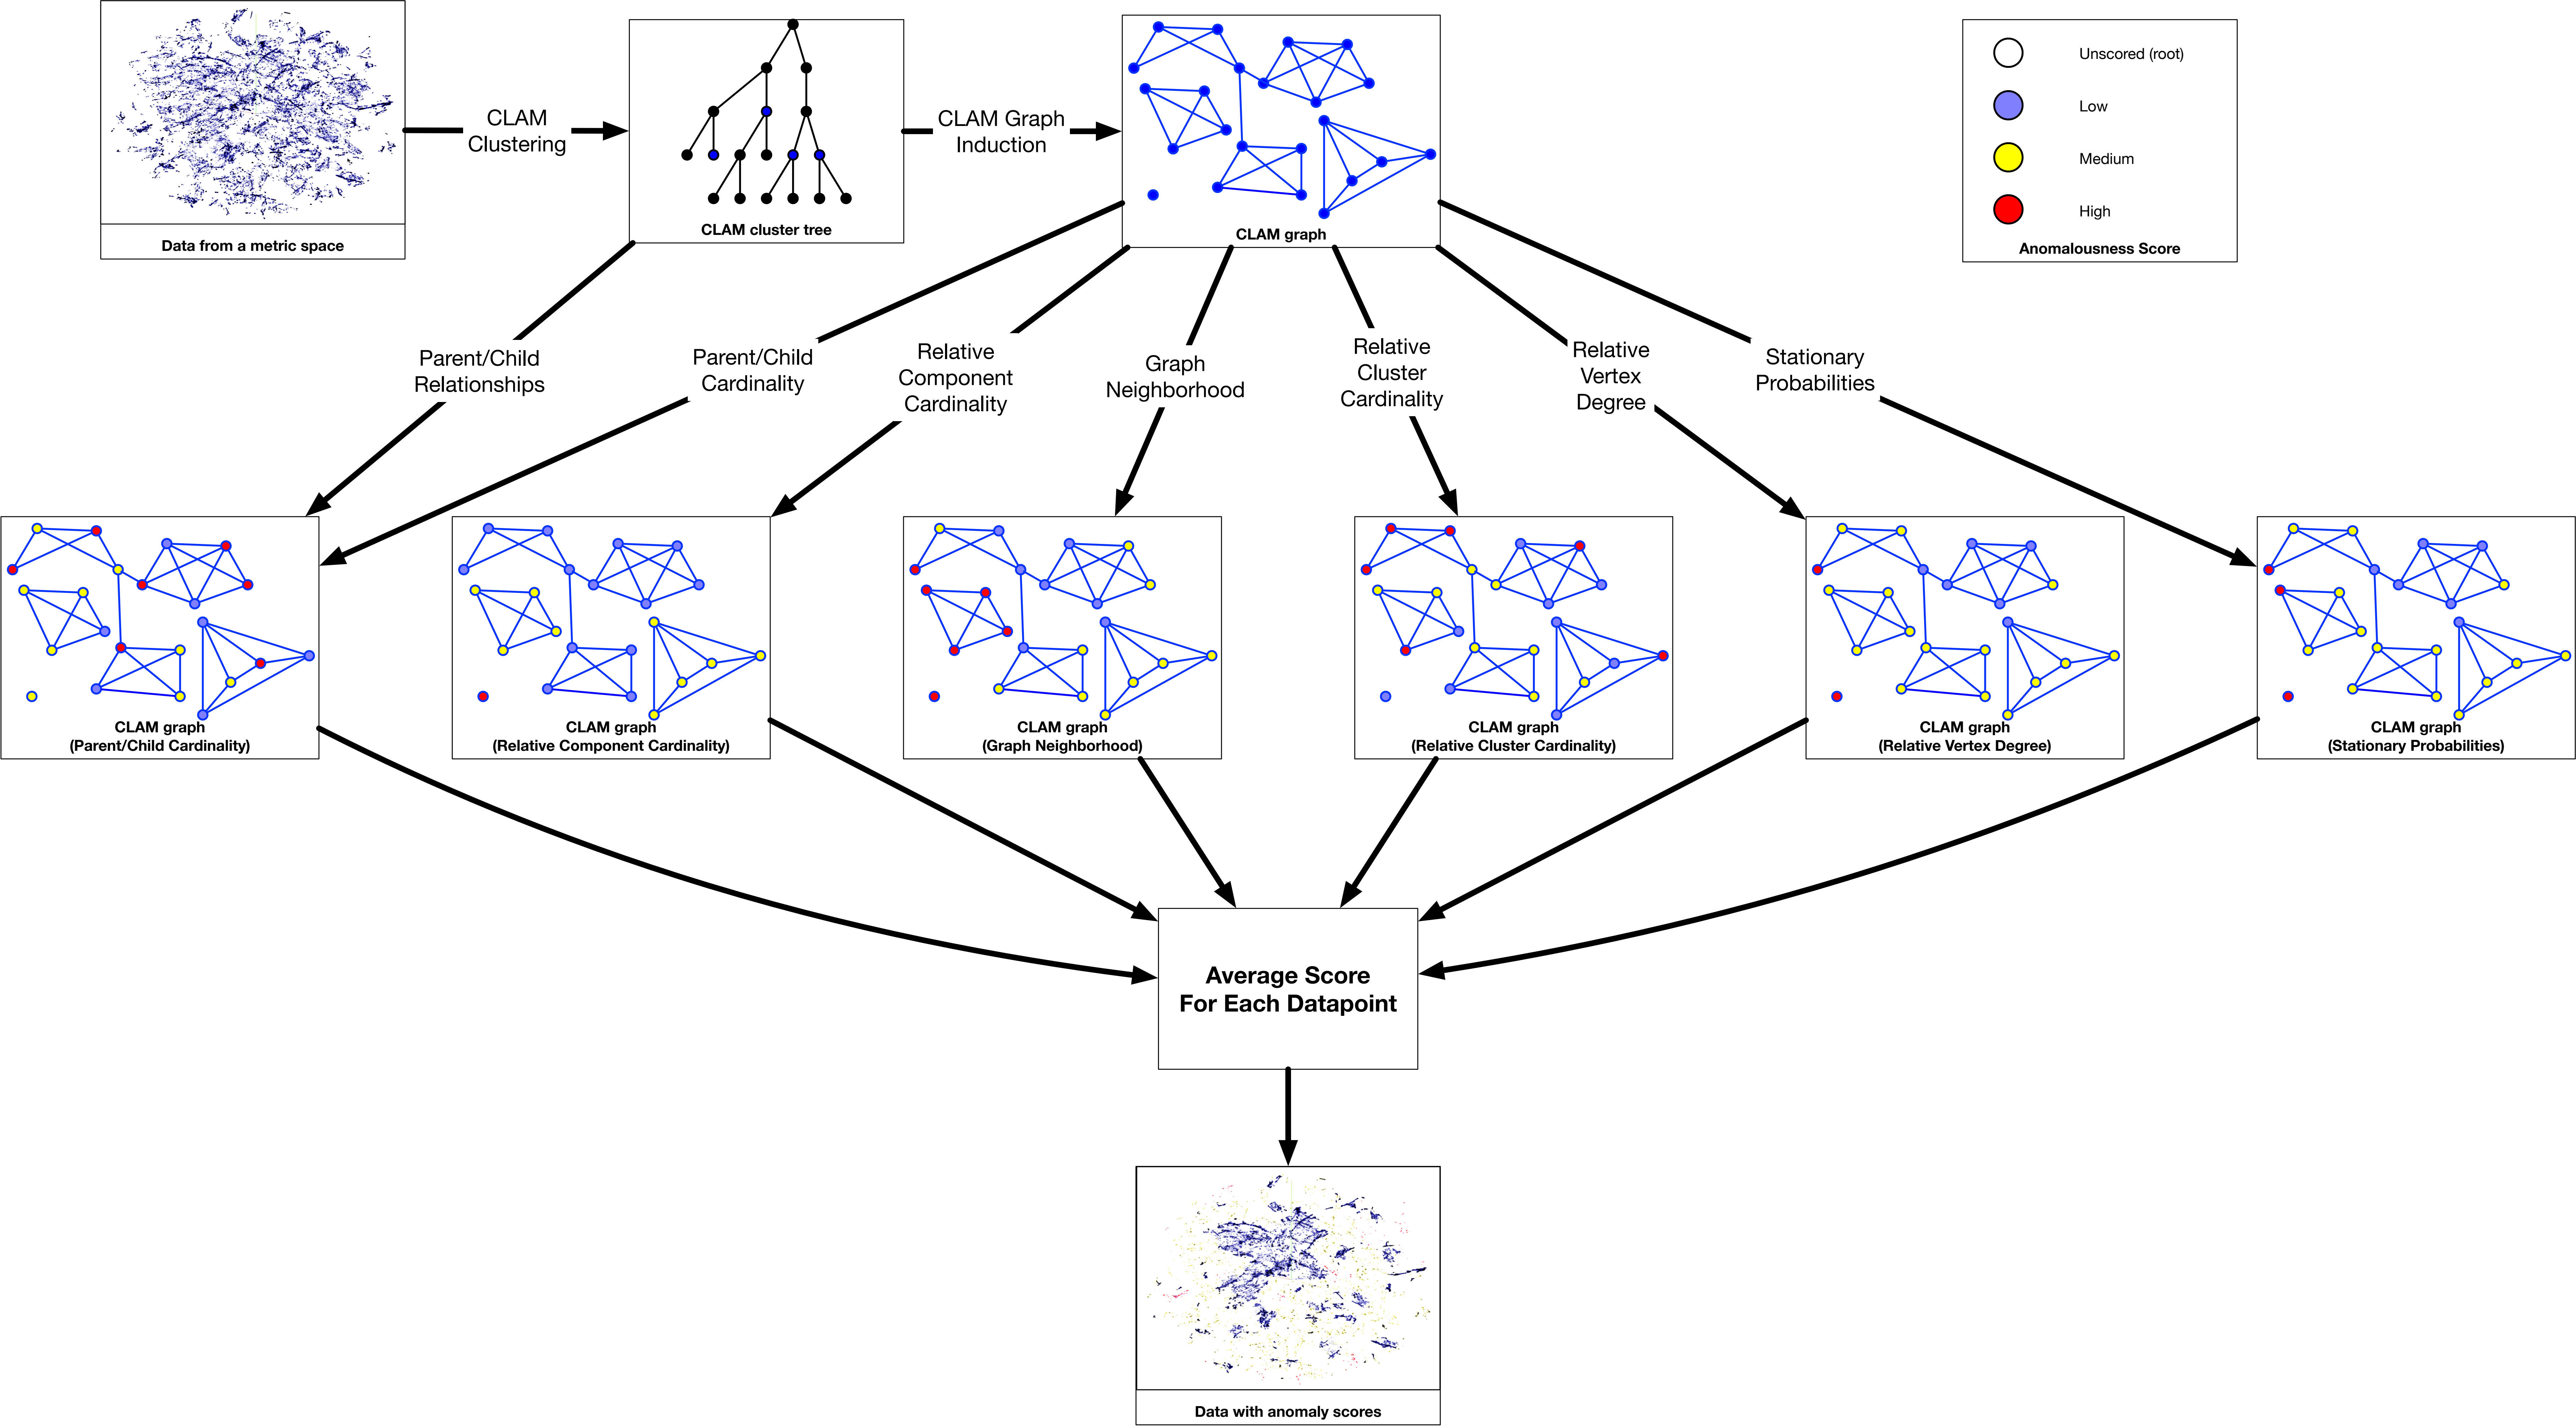 Data from a metric space
CLAM
Clustering
CLAM cluster tree
CLAM Graph
Induction
CLAM graph
Unscored (root)
Low
Medium
High
Anomalousness Score
Parent/Child
Relationships
Parent/Child
Cardinality
Relative
Component
Cardinality
Graph
Neighborhood
Relative
Cluster
Cardinality
Relative
Vertex
Degree
Stationary
Probabilities
CLAM graph
(Parent/Child Cardinality)
CLAM graph
(Relative Component Cardinality)
CLAM graph
(Graph Neighborhood)
CLAM graph
(Relative Cluster Cardinality)
CLAM graph
(Relative Vertex Degree)
CLAM graph
(Stationary Probabilities)
Average Score
For Each Datapoint
Data with anomaly scores